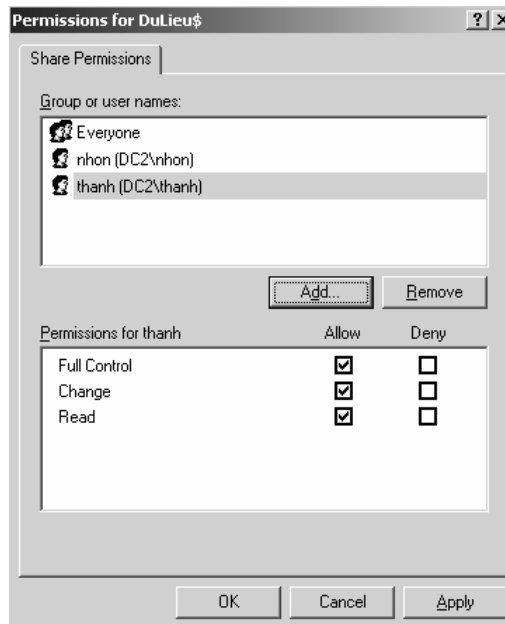 Permissions for DuLieu$
Share Permissions
Group or user names:
Everyone
nhon (DC2\nhon)
thanh (DC2\thanh)
Add... Remove
Permissions for thanh Allow Deny
Full Control
Change
Read
OK Cancel Apply